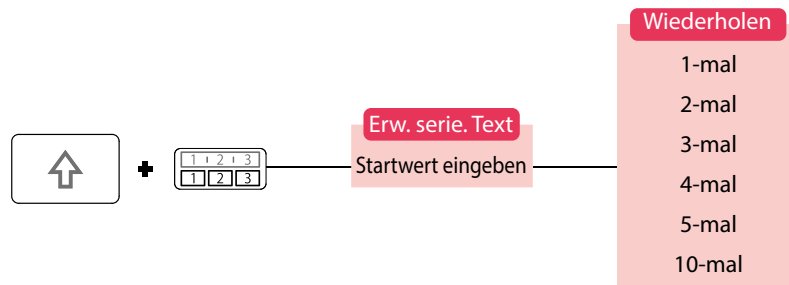 Wiederholen
1-mal
2-mal
3-mal
4-mal
5-mal
10-mal
Erw. serie. Text
Startwert eingeben
1 2 3
1 2 3